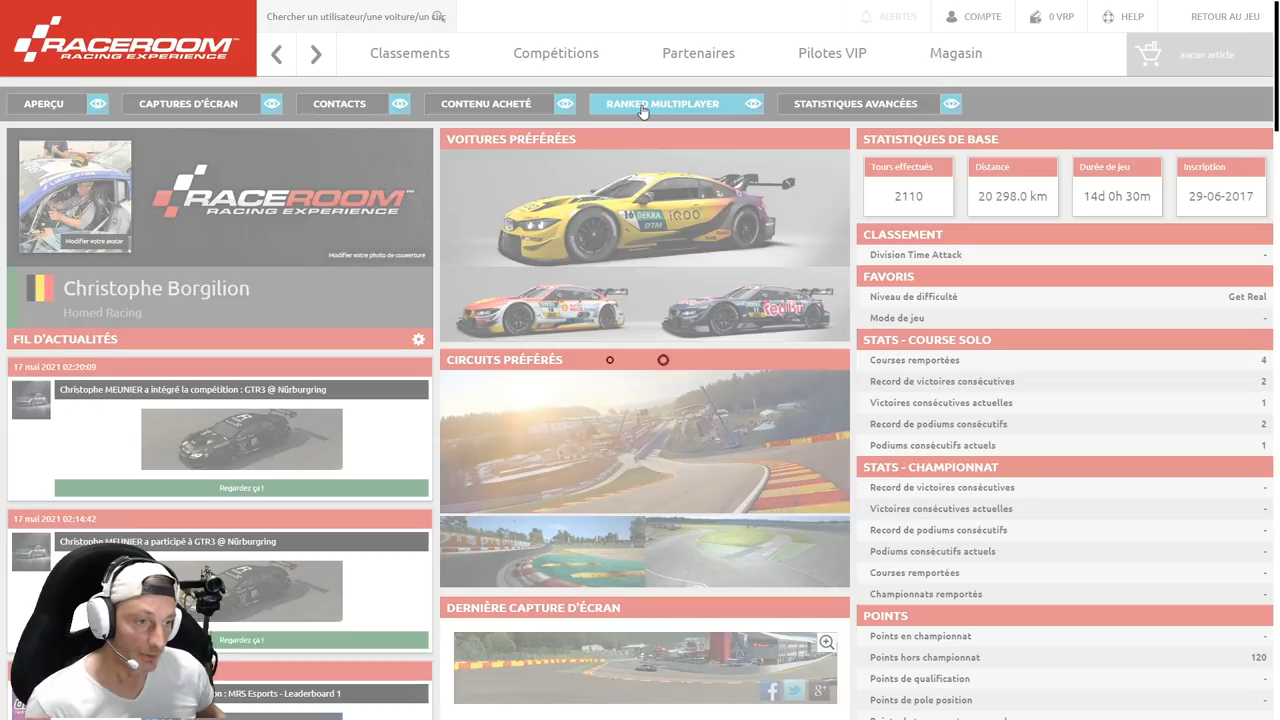 RACEROOM
RACING EXPERIENCE
Chercher un utilisateur/une voiture/un circ
ALERTES
COMPTE
0 VRP
HELP
RETOUR AU JEU
Classements
Compétitions
Partenaires
Pilotes VIP
Magasin
aucun article
APERÇU
CAPTURES D'ÉCRAN
CONTACTS
CONTENU ACHETÉ
RANKED MULTIPLAYER
STATISTIQUES AVANCÉES
Modifier votre avatar
RACEROOM
RACING EXPERIENCE
Modifier votre photo de couverture
Christophe Borgilion
Homed Racing
FIL D'ACTUALITÉS
17 mai 2021 02:20:09
Christophe MEUNIER a intégré la compétition : GTR3 @ Nürburgring
Regardez ça !
17 mai 2021 02:14:42
Christophe MEUNIER a participé à GTR3 @ Nürburgring
Regardez ça !
: MRS Esports - Leaderboard 1
VOITURES PRÉFÉRÉES
16 DEKRA iQOO
DTM
RedBull
CIRCUITS PRÉFÉRÉS
DERNIÈRE CAPTURE D'ÉCRAN
STATISTIQUES DE BASE
Tours effectués
2110
Distance
20 298.0 km
Durée de jeu
14d 0h 30m
Inscription
29-06-2017
CLASSEMENT
Division Time Attack -
FAVORIS
Niveau de difficulté Get Real
Mode de jeu -
STATS - COURSE SOLO
Courses remportées 4
Record de victoires consécutives 2
Victoires consécutives actuelles 1
Record de podiums consécutifs 2
Podiums consécutifs actuels 1
STATS - CHAMPIONNAT
Record de victoires consécutives -
Victoires consécutives actuelles -
Record de podiums consécutifs -
Podiums consécutifs actuels -
Courses remportées -
Championnats remportés -
POINTS
Points en championnat -
Points hors championnat 120
Points de qualification -
Points de pole position -